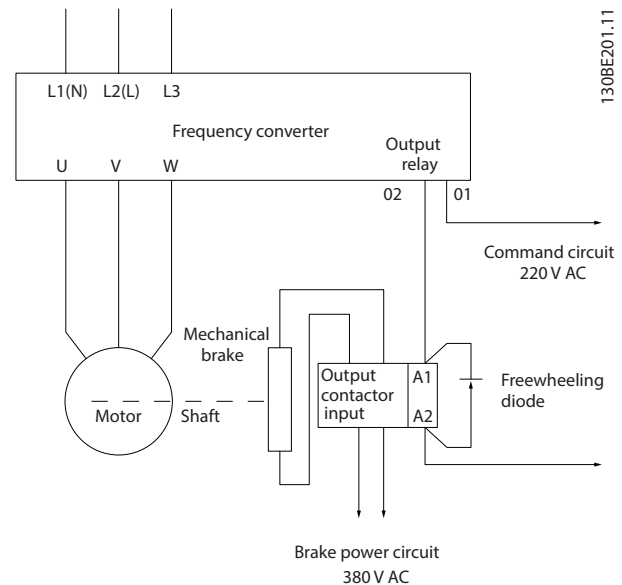 130BE201.11
L1(N) L2(L) L3
Frequency converter
Output
relay
U V W
02 01
Command circuit
220 V AC
Mechanical
brake
Output
contactor
input
A1
A2
Freewheeling
diode
Motor Shaft
Brake power circuit
380 V AC